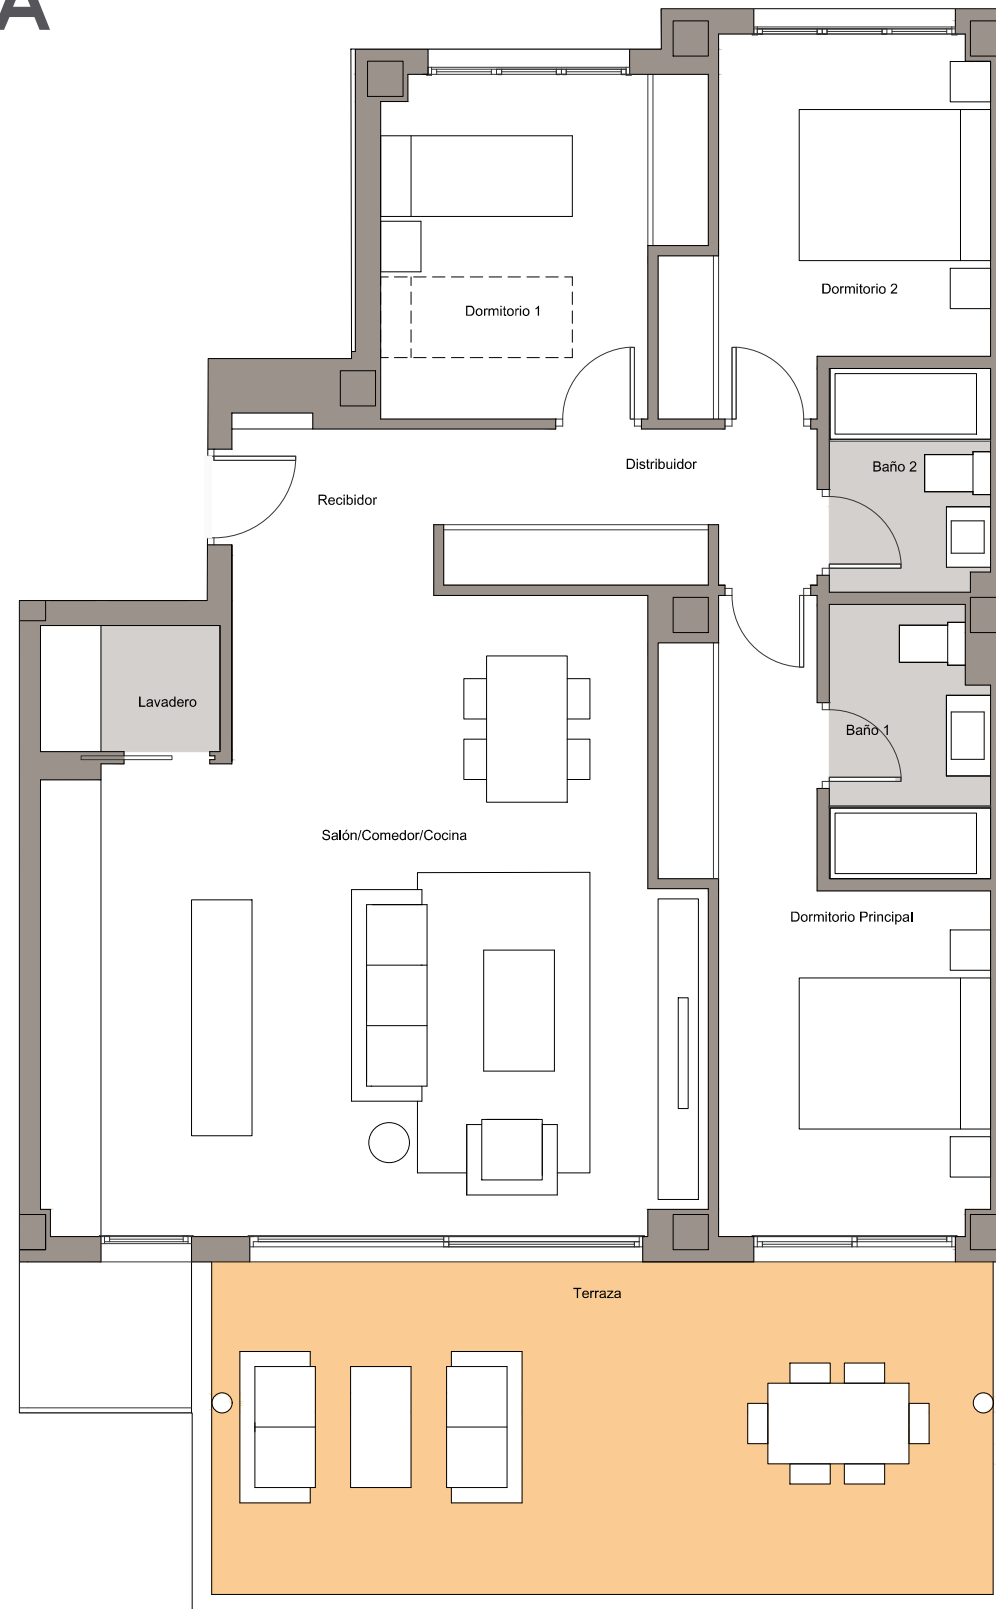 A
Dormitorio 2
Dormitorio 1
Distribuidor
Baño 2
Recibidor
Lavadero
Baño 1
Salón/Comedor/Cocina
Dormitorio Principal
Terraza